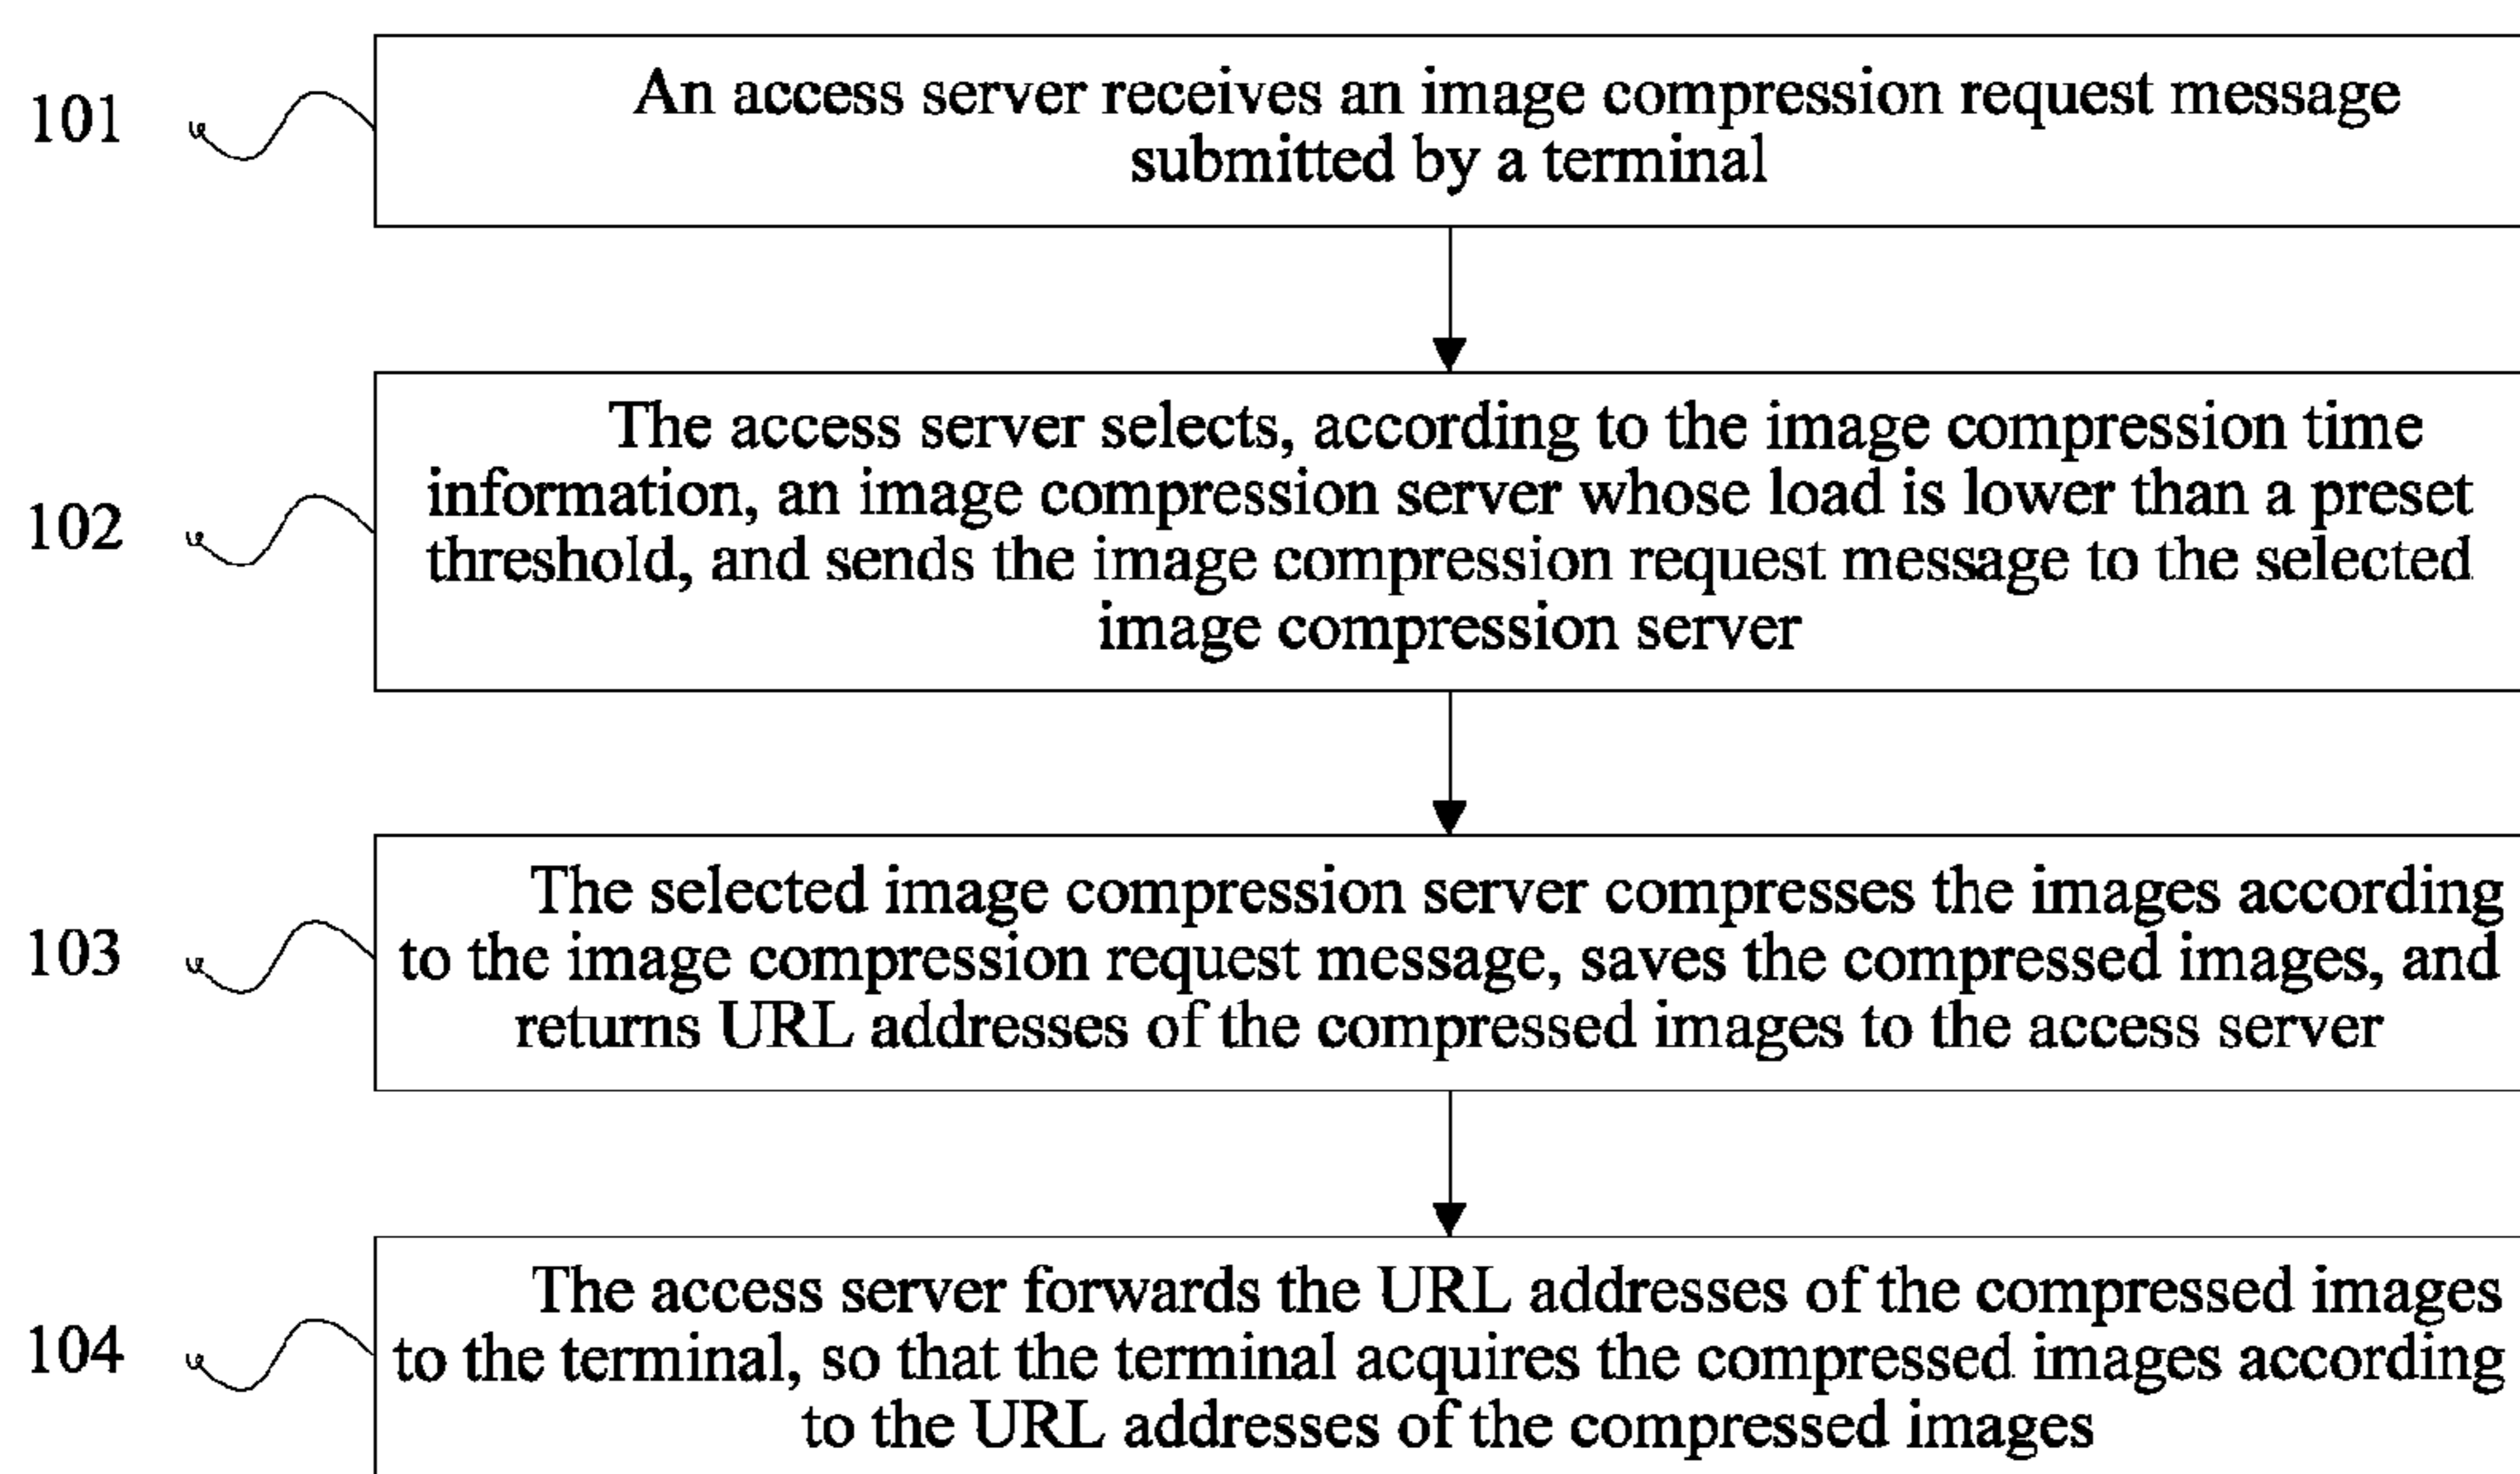 101
An access server receives an image compression request message
submitted by a terminal
102
The access server selects, according to the image compression time
information, an image compression server whose load is lower than a preset
threshold, and sends the image compression request message to the selected
image compression server
103
The selected image compression server compresses the images according
to the image compression request message, saves the compressed images, and
returns URL addresses of the compressed images to the access server
104
The access server forwards the URL addresses of the compressed images
to the terminal, so that the terminal acquires the compressed images according
to the URL addresses of the compressed images